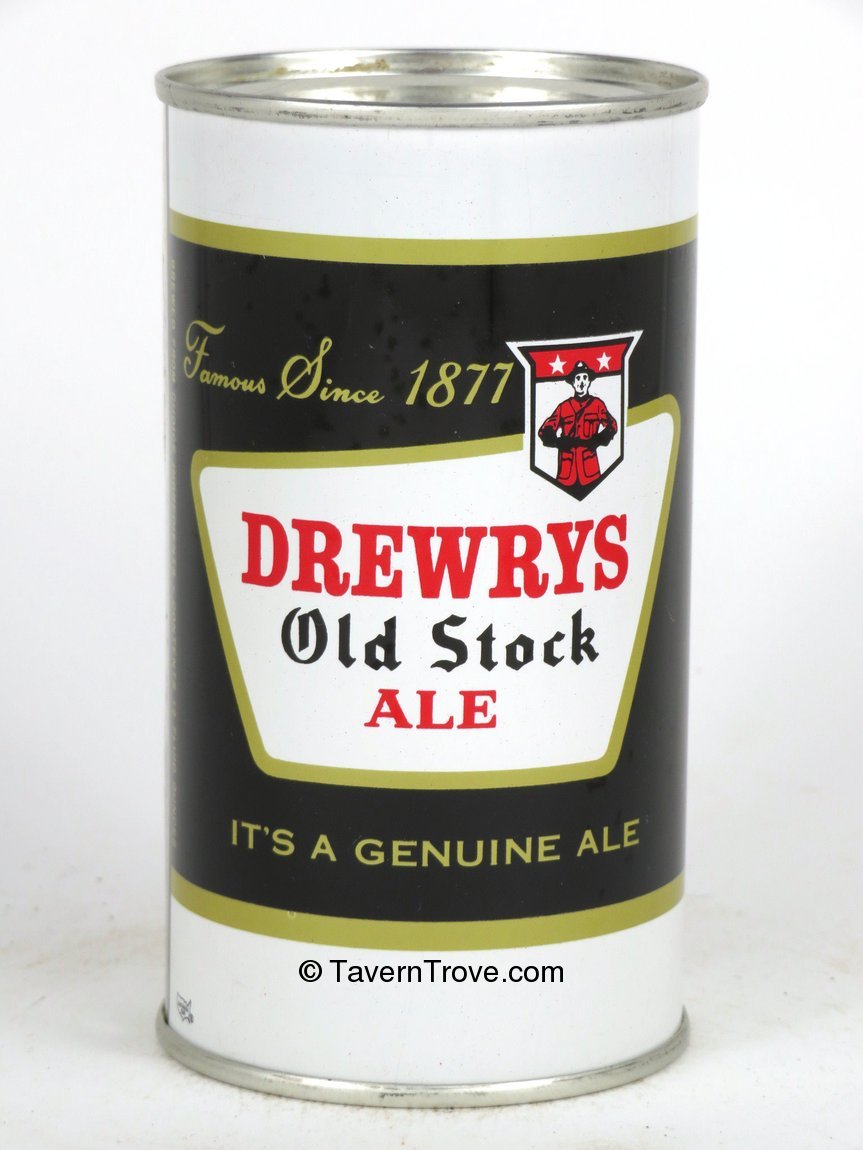 Famous Since 1877
DREWRYS
Old Stock
ALE
IT'S A GENUINE ALE
© TavernTrove.com